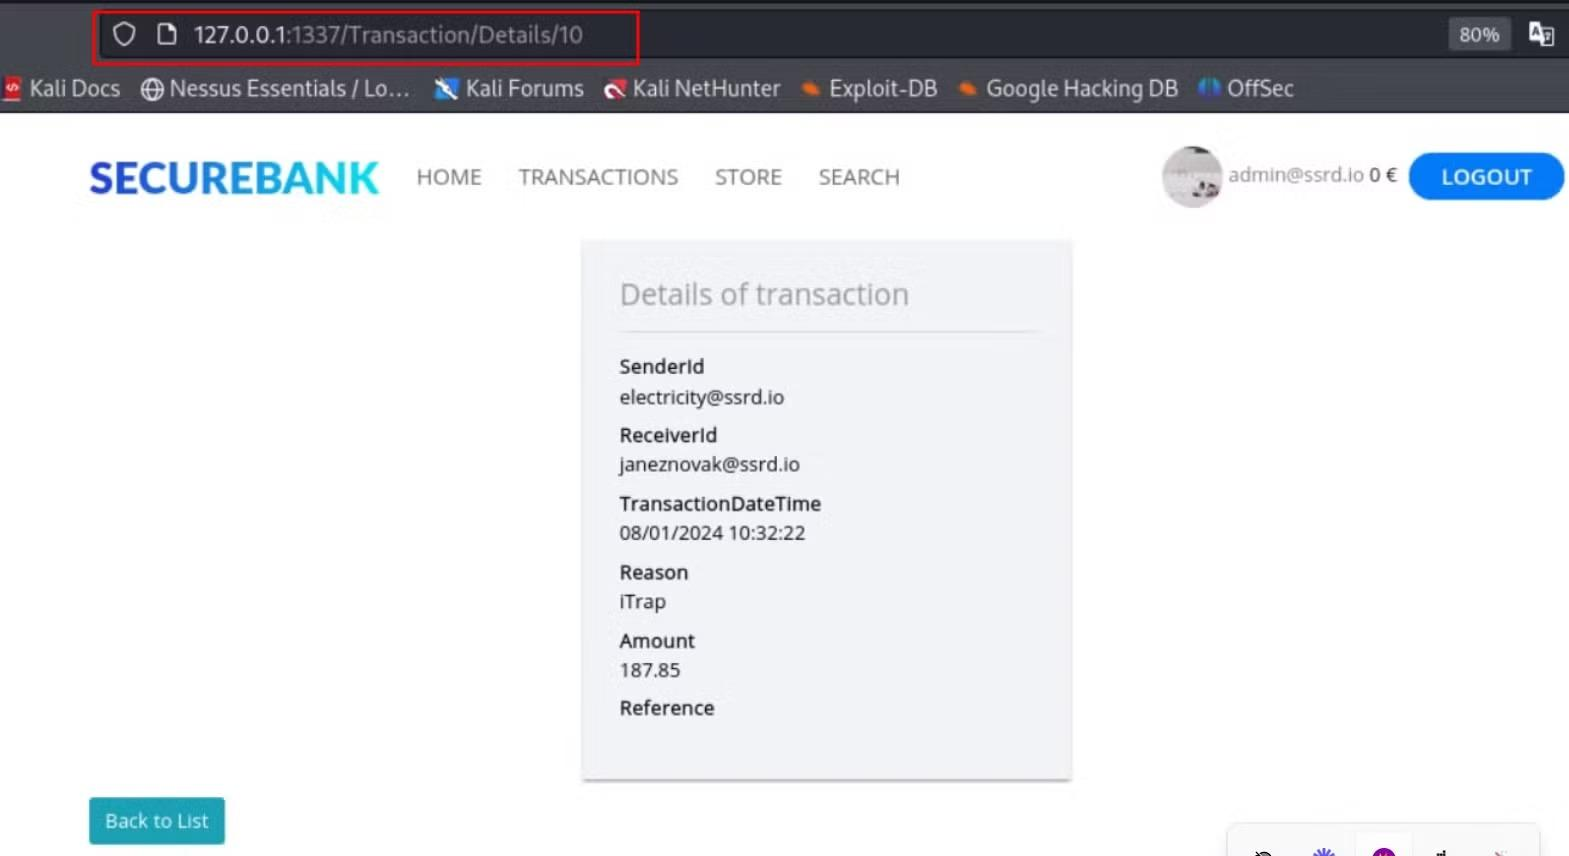 127.0.0.1:1337/Transaction/Details/10 80%
Kali Docs Nessus Essentials / Lo... Kali Forums Kali NetHunter Exploit-DB Google Hacking DB OffSec
SECUREBANK HOME TRANSACTIONS STORE SEARCH admin@ssrd.io 0 € LOGOUT
Details of transaction
SenderId
electricity@ssrd.io
ReceiverId
janeznovak@ssrd.io
TransactionDateTime
08/01/2024 10:32:22
Reason
iTrap
Amount
187.85
Reference
Back to List